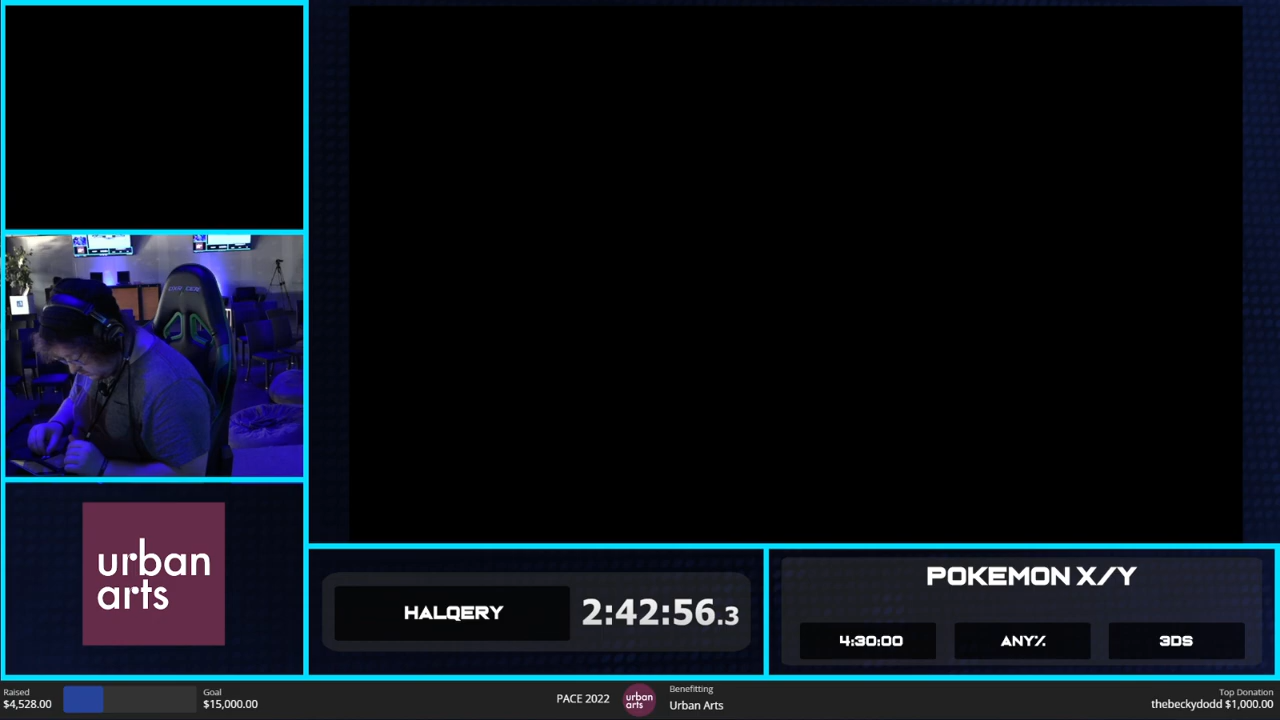 urban
arts
HALQERY
2:42:56.3
POKEMON X/Y
4:30:00
ANY%
3DS
Raised
$4,528.00
Goal
$15,000.00
PACE 2022
urban
arts
Benefitting
Urban Arts
Top Donation
thebeckydodd $1,000.00